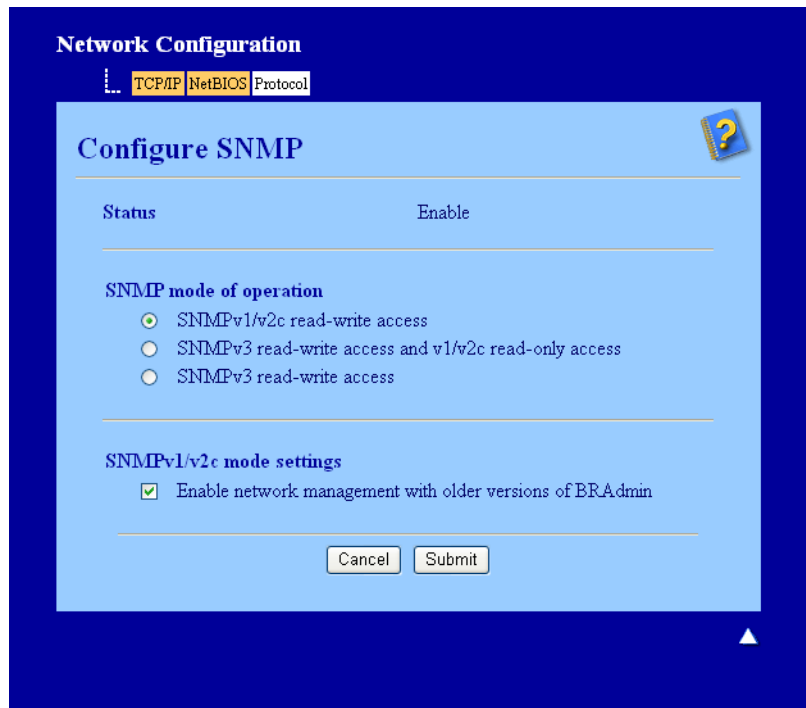 Network Configuration
TCP/IP NetBIOS Protocol
Configure SNMP
?
Status Enable
SNMP mode of operation
SNMPv1/v2c read-write access
SNMPv3 read-write access and v1/v2c read-only access
SNMPv3 read-write access
SNMPv1/v2c mode settings
Enable network management with older versions of BRAdmin
Cancel Submit